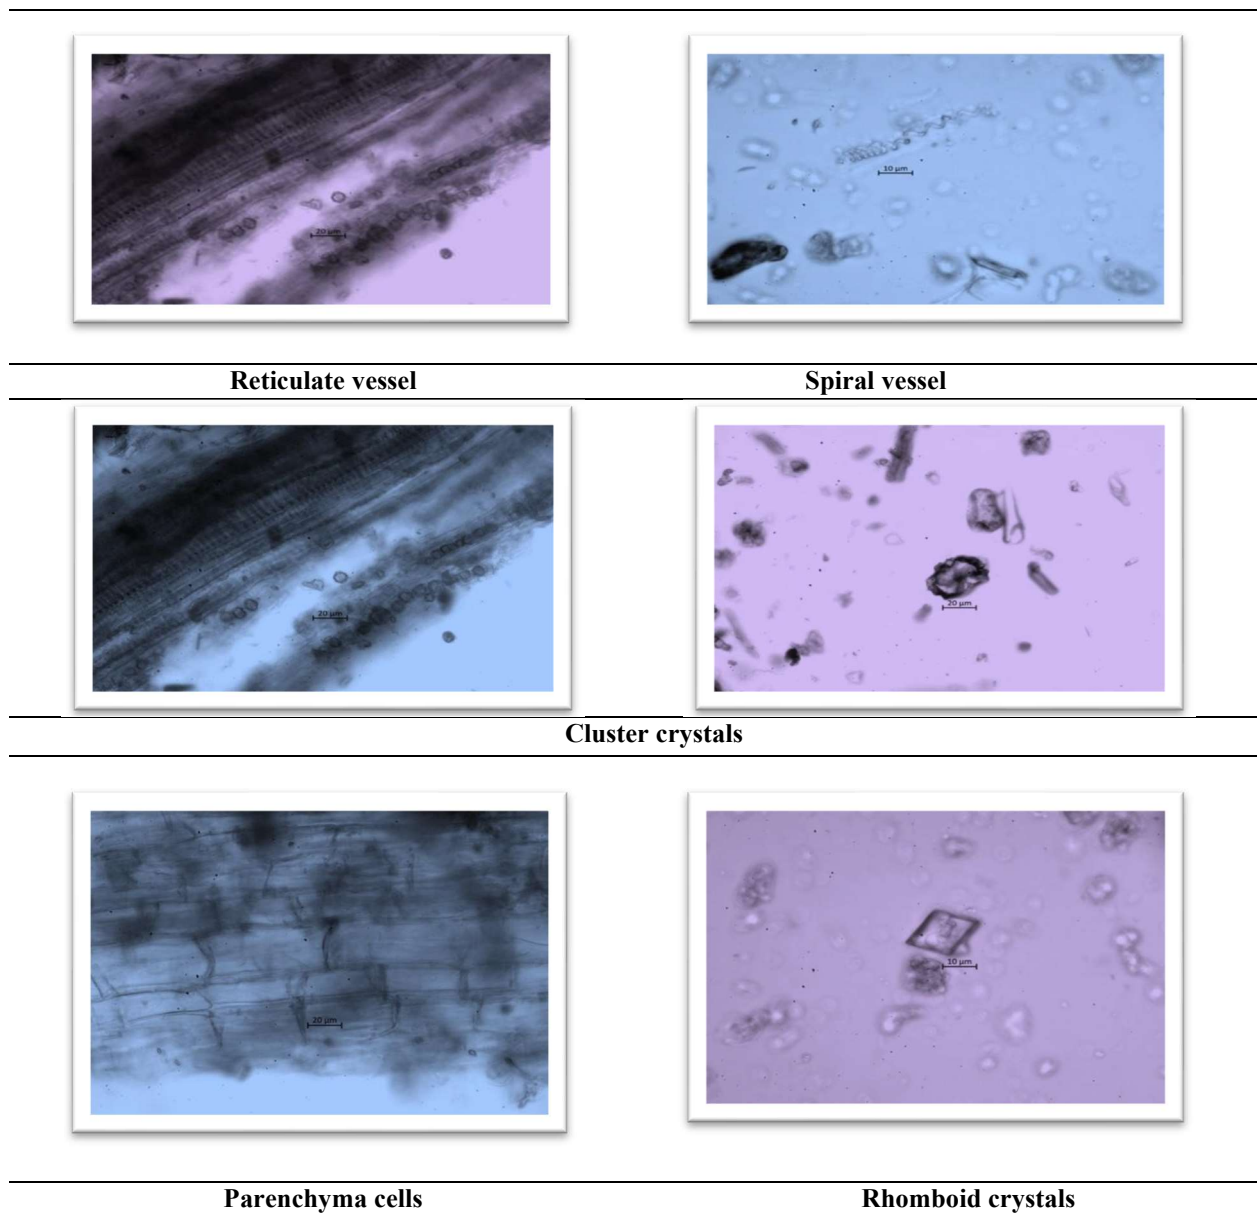 20 μm
10 μm
Reticulate vessel
Spiral vessel
20 μm
20 μm
Cluster crystals
20 μm
10 μm
Parenchyma cells
Rhomboid crystals